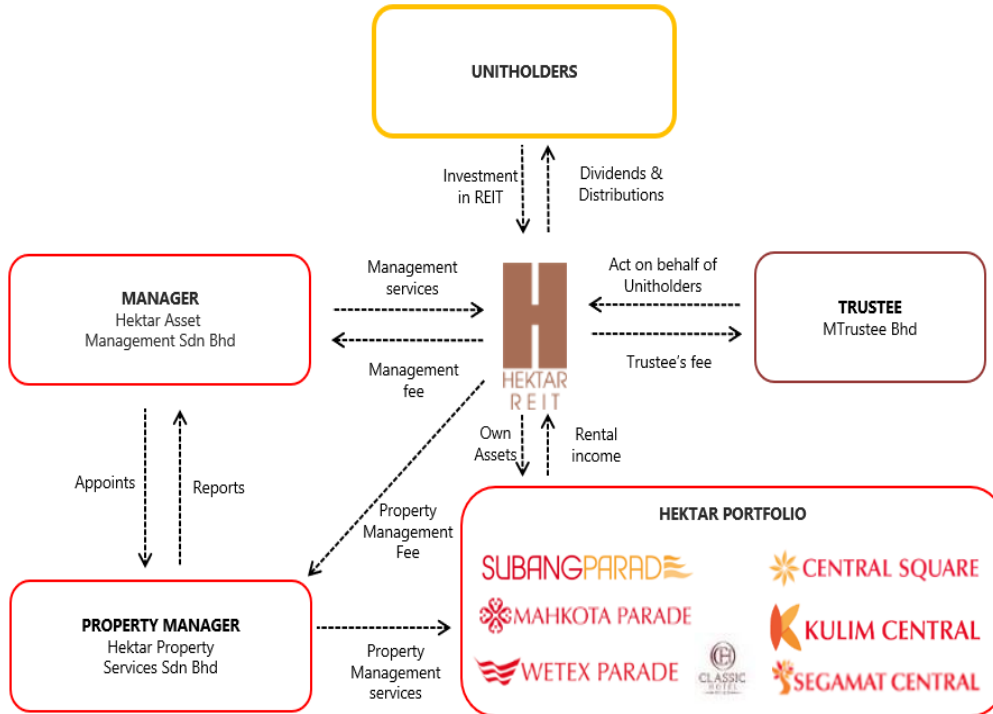 UNITHOLDERS
Investment
in REIT
Dividends &
Distributions
MANAGER
Hektar Asset
Management Sdn Bhd
Management
services
Management
fee
HEKTAR
REIT
Act on behalf of
Unitholders
Trustee's fee
TRUSTEE
MTrustee Bhd
Appoints
Reports
Property
Management
Fee
Own
Assets
Rental
income
PROPERTY MANAGER
Hektar Property
Services Sdn Bhd
Property
Management
services
HEKTAR PORTFOLIO
SUBANGPARADE
CENTRAL SQUARE
MAHKOTA PARADE
KULIM CENTRAL
WETEX PARADE
CLASSIC
HOTEL
SEGAMAT CENTRAL